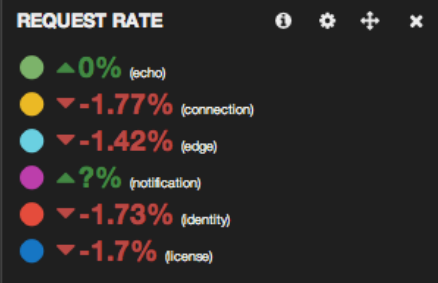 REQUEST RATE
0% (echo)
-1.77% (connection)
-1.42% (edge)
?% (notification)
-1.73% (identity)
-1.7% (license)